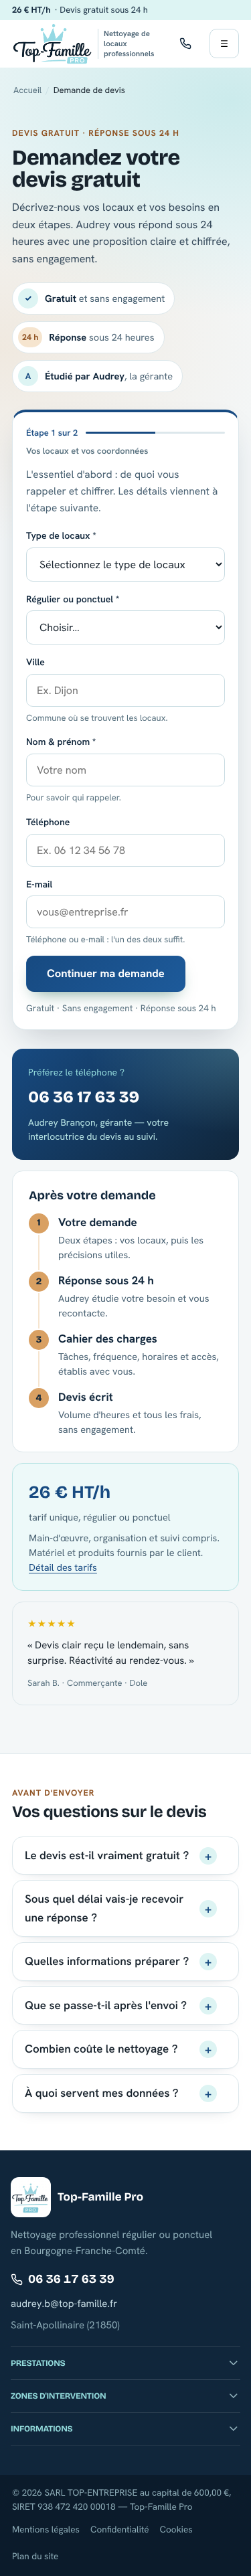 26 € HT/h · Devis gratuit sous 24 h
Top-Famille
PRO
Nettoyage de
locaux
professionnels
Accueil / Demande de devis
DEVIS GRATUIT · RÉPONSE SOUS 24 H
Demandez votre
devis gratuit
Décrivez-nous vos locaux et vos besoins en
deux étapes. Audrey vous répond sous 24
heures avec une proposition claire et chiffrée,
sans engagement.
✓ Gratuit et sans engagement
24 h Réponse sous 24 heures
A Étudié par Audrey, la gérante
Étape 1 sur 2
Vos locaux et vos coordonnées
L'essentiel d'abord : de quoi vous
rappeler et chiffrer. Les détails viennent à
l'étape suivante.
Type de locaux *
Sélectionnez le type de locaux
Régulier ou ponctuel *
Choisir...
Ville
Ex. Dijon
Commune où se trouvent les locaux.
Nom & prénom *
Votre nom
Pour savoir qui rappeler.
Téléphone
Ex. 06 12 34 56 78
E-mail
vous@entreprise.fr
Téléphone ou e-mail : l'un des deux suffit.
Continuer ma demande
Gratuit · Sans engagement · Réponse sous 24 h
Préférez le téléphone ?
06 36 17 63 39
Audrey Brançon, gérante — votre
interlocutrice du devis au suivi.
Après votre demande
1 Votre demande
Deux étapes : vos locaux, puis les
précisions utiles.
2 Réponse sous 24 h
Audrey étudie votre besoin et vous
recontacte.
3 Cahier des charges
Tâches, fréquence, horaires et accès,
établis avec vous.
4 Devis écrit
Volume d'heures et tous les frais,
sans engagement.
26 € HT/h
tarif unique, régulier ou ponctuel
Main-d'œuvre, organisation et suivi compris.
Matériel et produits fournis par le client.
Détail des tarifs
★★★★★
« Devis clair reçu le lendemain, sans
surprise. Réactivité au rendez-vous. »
Sarah B. · Commerçante · Dole
AVANT D'ENVOYER
Vos questions sur le devis
Le devis est-il vraiment gratuit ? +
Sous quel délai vais-je recevoir
une réponse ? +
Quelles informations préparer ? +
Que se passe-t-il après l'envoi ? +
Combien coûte le nettoyage ? +
À quoi servent mes données ? +
Top-Famille
PRO
Top-Famille Pro
Nettoyage professionnel régulier ou ponctuel
en Bourgogne-Franche-Comté.
06 36 17 63 39
audrey.b@top-famille.fr
Saint-Apollinaire (21850)
PRESTATIONS
ZONES D'INTERVENTION
INFORMATIONS
© 2026 SARL TOP-ENTREPRISE au capital de 600,00 €,
SIRET 938 472 420 00018 — Top-Famille Pro
Mentions légales Confidentialité Cookies
Plan du site